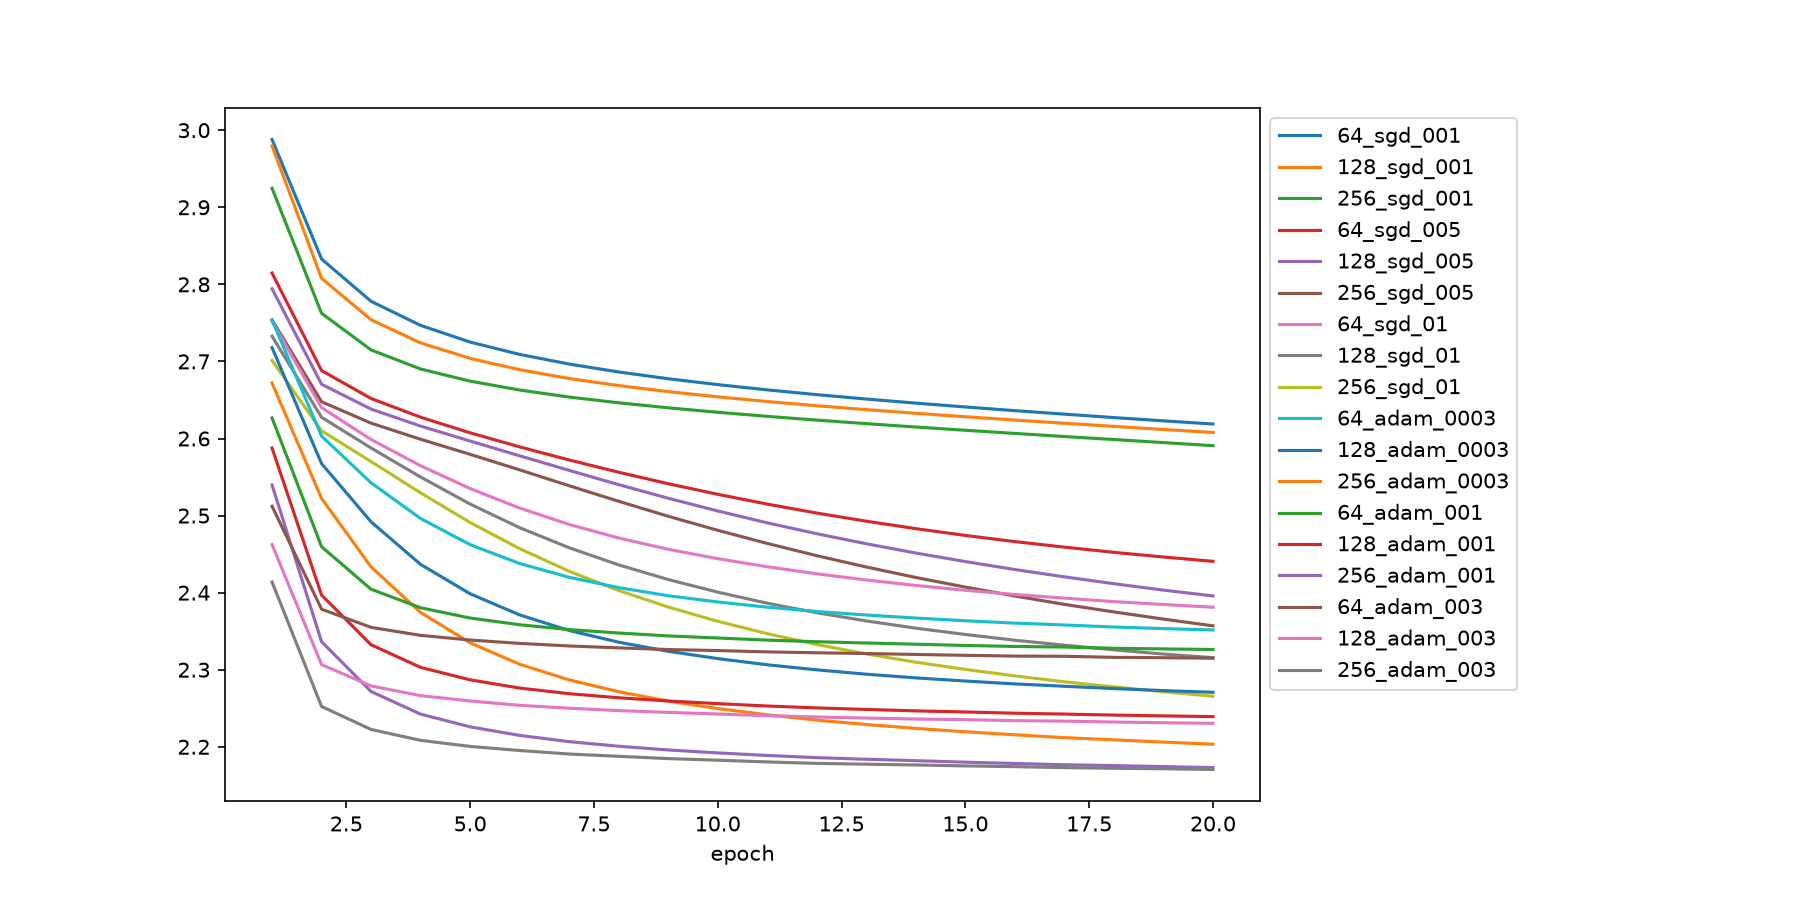 3.0
2.9
2.8
2.7
2.6
2.5
2.4
2.3
2.2
2.5 5.0 7.5 10.0 12.5 15.0 17.5 20.0
epoch
64_sgd_001
128_sgd_001
256_sgd_001
64_sgd_005
128_sgd_005
256_sgd_005
64_sgd_01
128_sgd_01
256_sgd_01
64_adam_0003
128_adam_0003
256_adam_0003
64_adam_001
128_adam_001
256_adam_001
64_adam_003
128_adam_003
256_adam_003